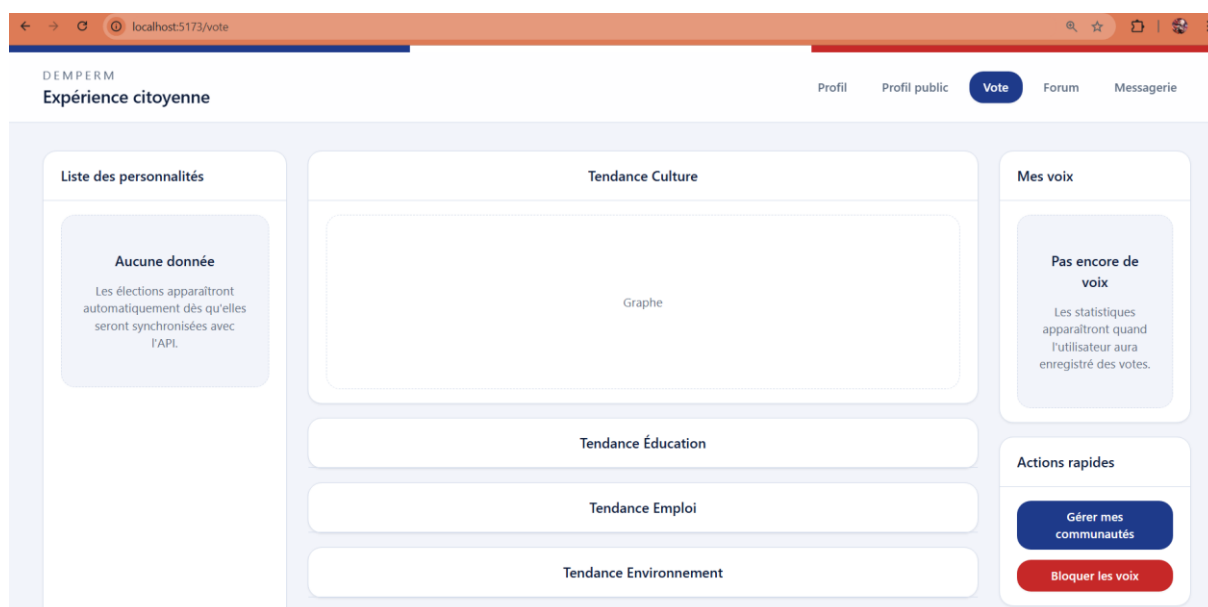 localhost:5173/vote
DEMPERM
Expérience citoyenne
Profil
Profil public
Vote
Forum
Messagerie
Liste des personnalités
Aucune donnée
Les élections apparaîtront
automatiquement dès qu'elles
seront synchronisées avec
l'API.
Tendance Culture
Graphe
Tendance Éducation
Tendance Emploi
Tendance Environnement
Mes voix
Pas encore de
voix
Les statistiques
apparaîtront quand
l'utilisateur aura
enregistré des votes.
Actions rapides
Gérer mes
communautés
Bloquer les voix